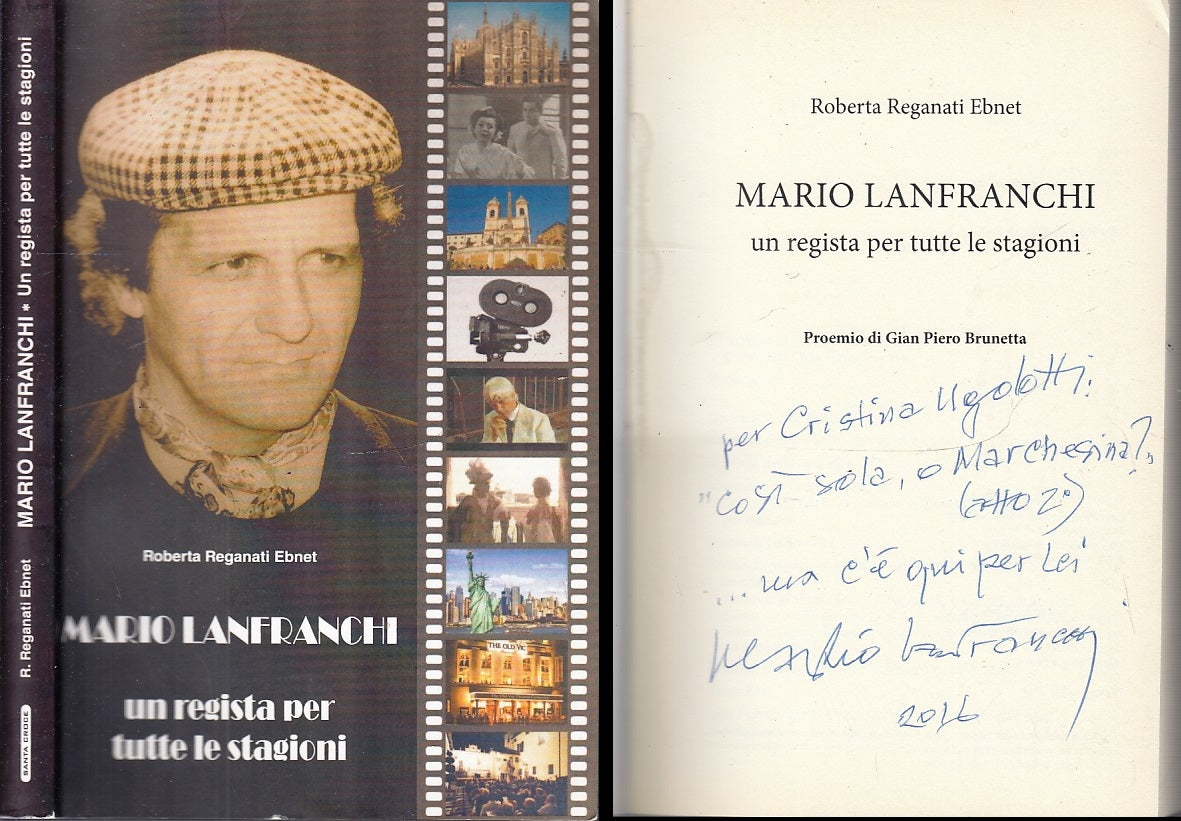 MARIO LANFRANCHI * Un regista per tutte le stagioni
R. Reganati Ebnet
SANTA CROCE
THE OLD VIC
Roberta Reganati Ebnet
MARIO LANFRANCHI
un regista per
tutte le stagioni
Roberta Reganati Ebnet
MARIO LANFRANCHI
un regista per tutte le stagioni
Proemio di Gian Piero Brunetta
per Cristina Ugolotti:
"così sola, o Marchesina?"
(atto 2°)
... ma c'è qui per Lei
Mario Lanfranchi
2016